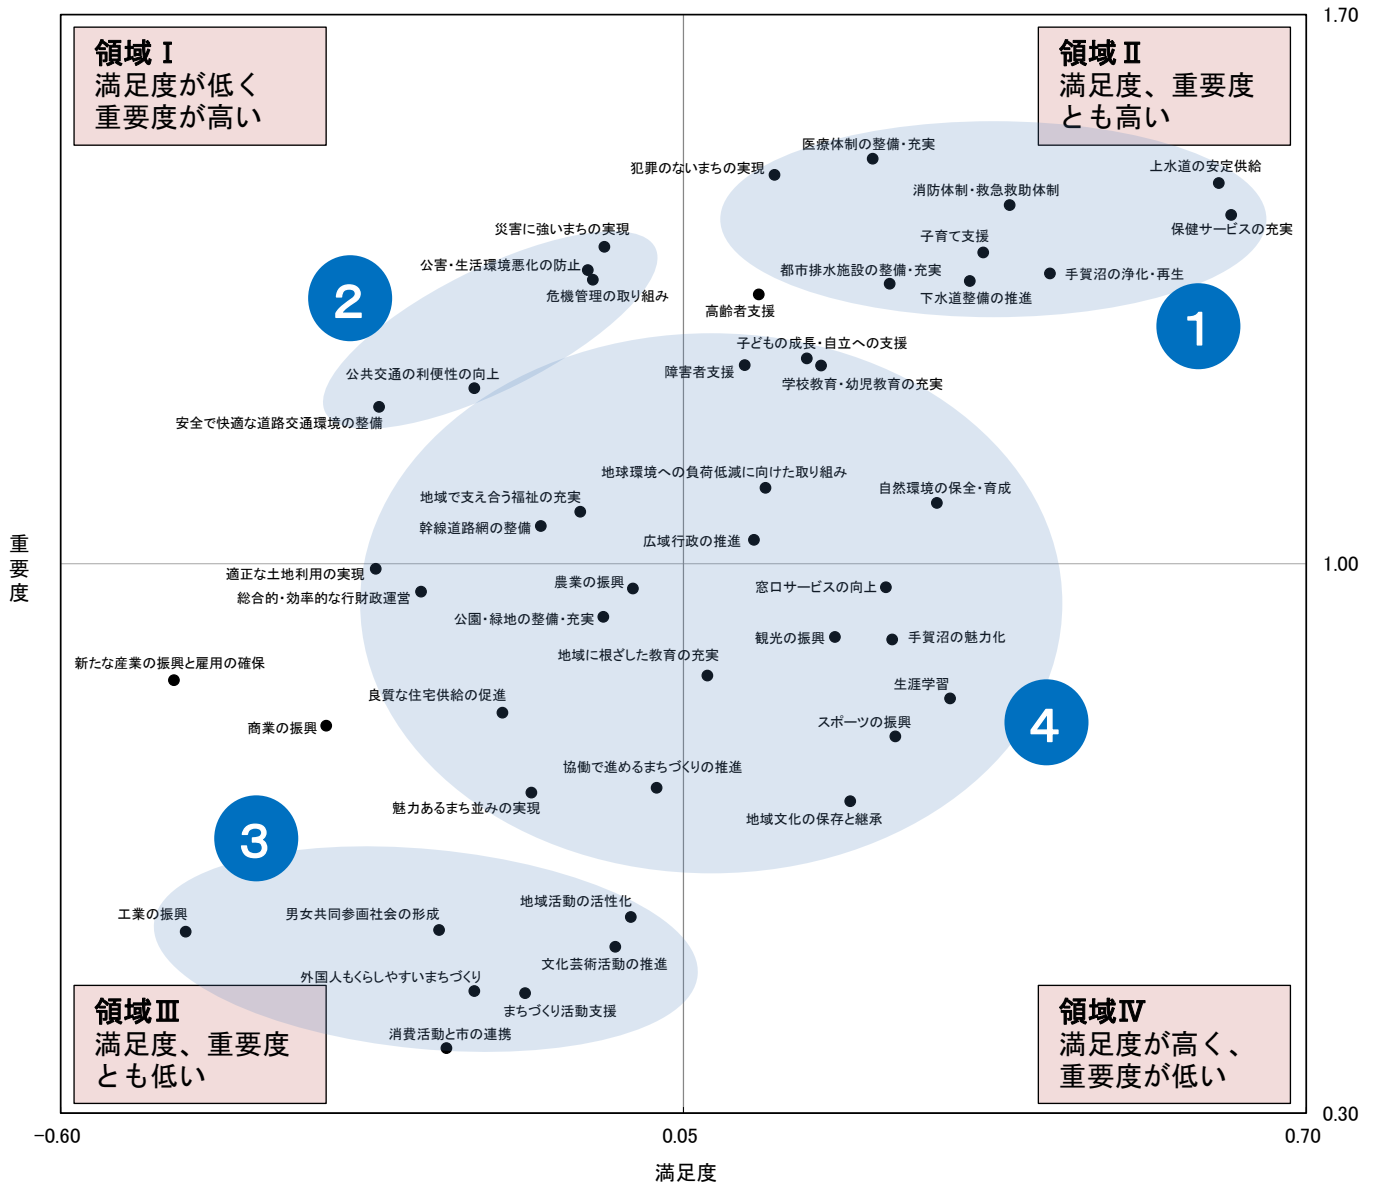 1.70
領域Ⅰ
満足度が低く
重要度が高い
領域Ⅱ
満足度、重要度
とも高い
医療体制の整備・充実
犯罪のないまちの実現
上水道の安定供給
消防体制・救急救助体制
保健サービスの充実
災害に強いまちの実現
子育て支援
公害・生活環境悪化の防止
都市排水施設の整備・充実
手賀沼の浄化・再生
危機管理の取り組み
下水道整備の推進
2
高齢者支援
1
子どもの成長・自立への支援
障害者支援
公共交通の利便性の向上
学校教育・幼児教育の充実
安全で快適な道路交通環境の整備
地球環境への負荷低減に向けた取り組み
自然環境の保全・育成
地域で支え合う福祉の充実
幹線道路網の整備
広域行政の推進
重要度
1.00
適正な土地利用の実現
農業の振興
窓口サービスの向上
総合的・効率的な行財政運営
公園・緑地の整備・充実
観光の振興
手賀沼の魅力化
地域に根ざした教育の充実
新たな産業の振興と雇用の確保
生涯学習
良質な住宅供給の促進
スポーツの振興
商業の振興
4
協働で進めるまちづくりの推進
魅力あるまち並みの実現
地域文化の保存と継承
3
地域活動の活性化
工業の振興
男女共同参画社会の形成
文化芸術活動の推進
外国人もくらしやすいまちづくり
まちづくり活動支援
消費活動と市の連携
領域Ⅲ
満足度、重要度
とも低い
領域Ⅳ
満足度が高く、
重要度が低い
0.30
-0.60
0.05
0.70
満足度